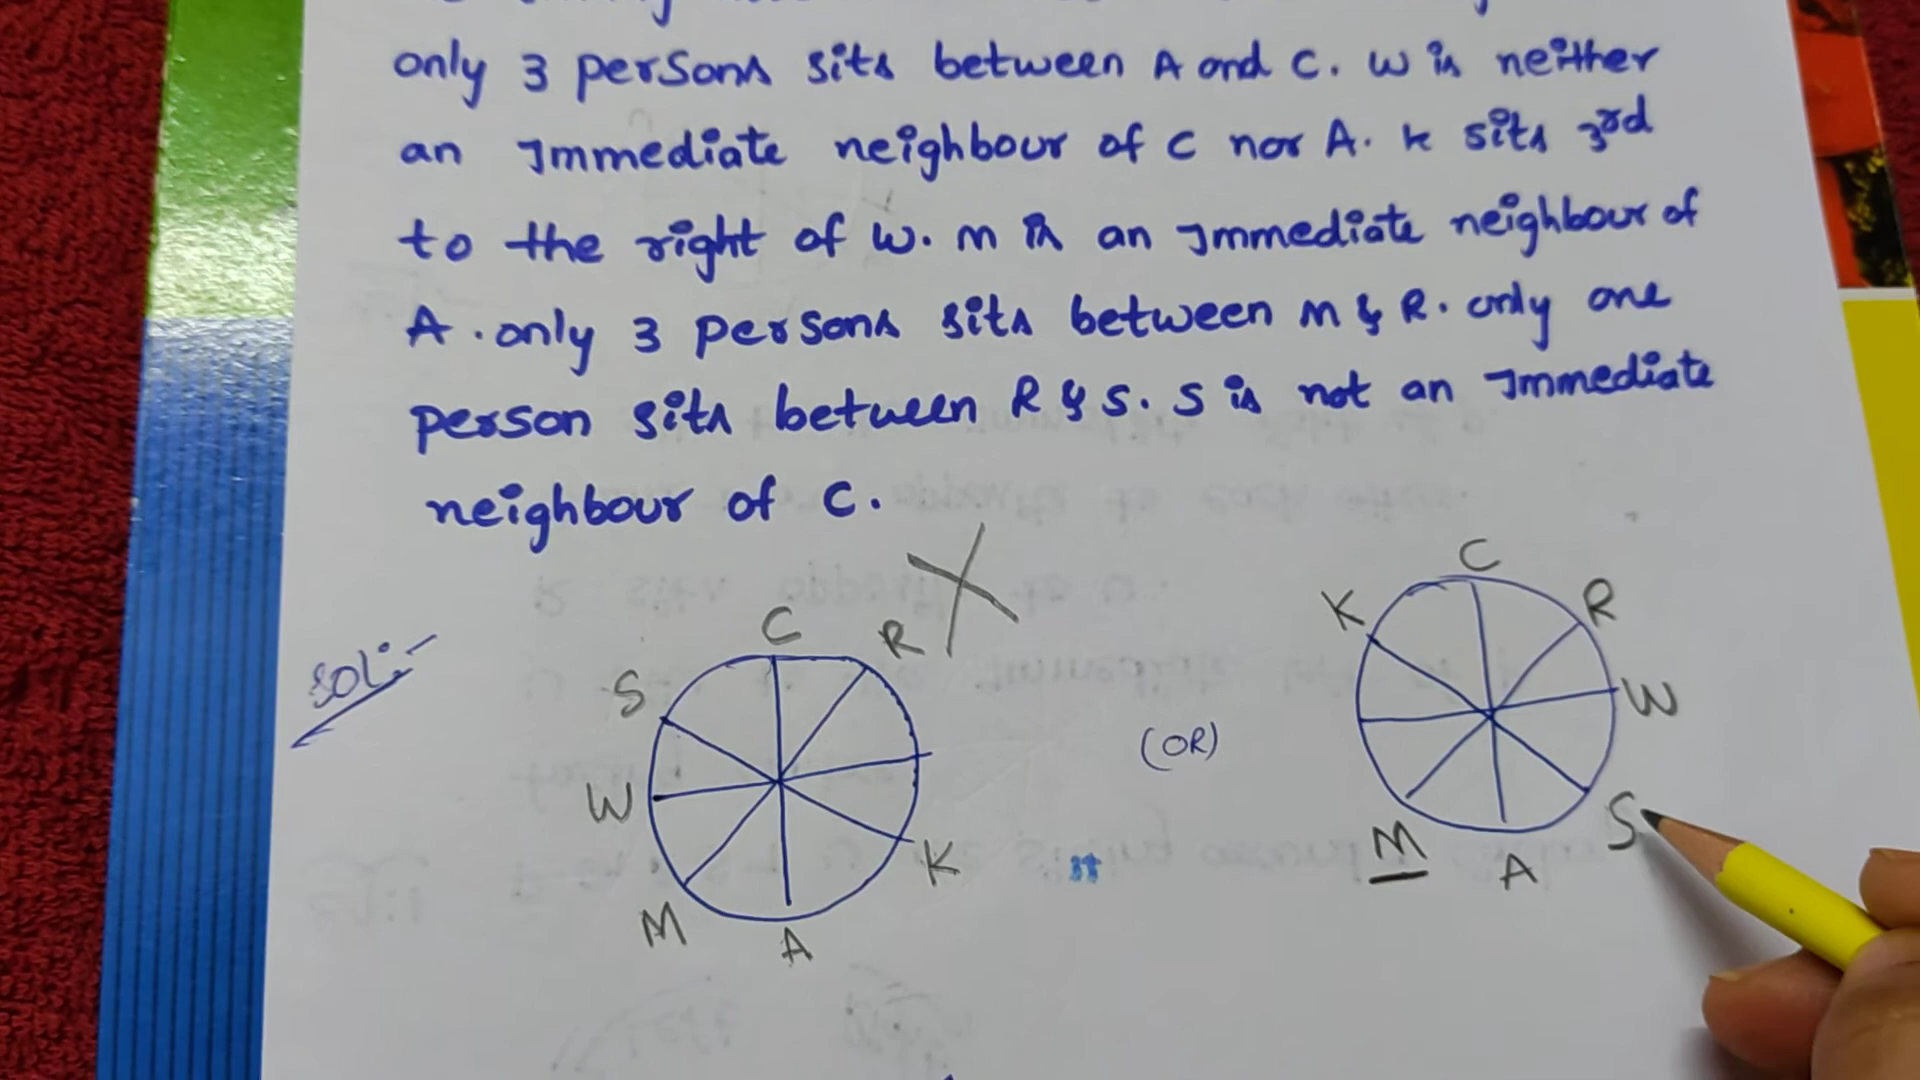 only 3 persons sits between A and C. W is neither
an Immediate neighbour of C nor A. K sits 3rd
to the right of W. M is an Immediate neighbour of
A. only 3 persons sits between M & R. only one
person sits between R & S. S is not an Immediate
neighbour of C.
Sol:-
C
R
S
W
K
M
A
(OR)
C
K
R
W
S
M
A